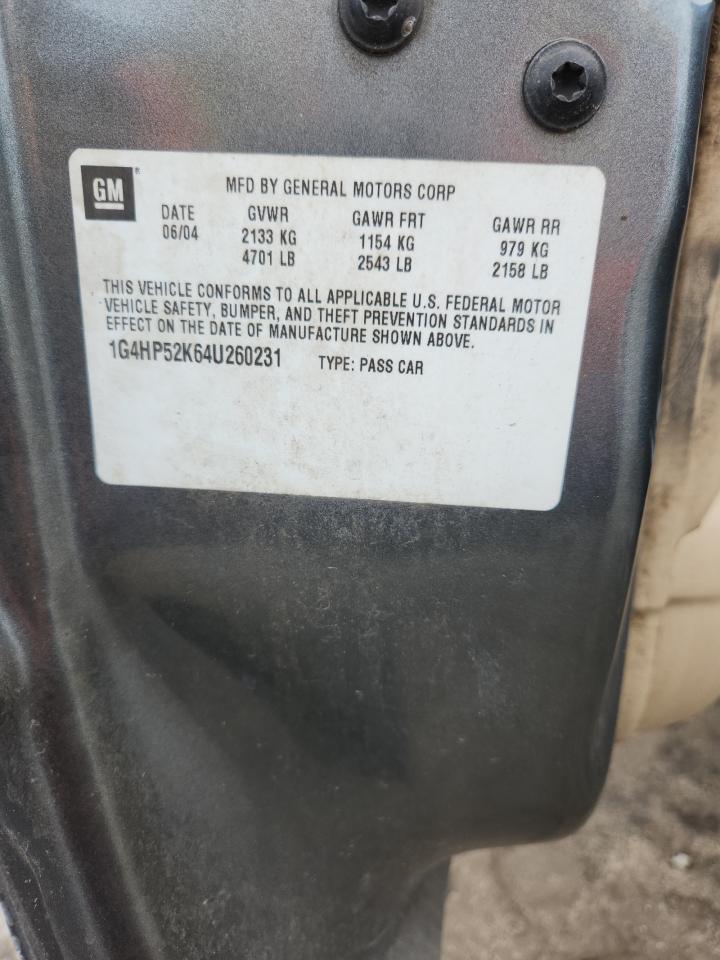 GM® MFD BY GENERAL MOTORS CORP
DATE GVWR GAWR FRT GAWR RR
06/04 2133 KG 1154 KG 979 KG
4701 LB 2543 LB 2158 LB
THIS VEHICLE CONFORMS TO ALL APPLICABLE U.S. FEDERAL MOTOR
VEHICLE SAFETY, BUMPER, AND THEFT PREVENTION STANDARDS IN
EFFECT ON THE DATE OF MANUFACTURE SHOWN ABOVE.
1G4HP52K64U260231 TYPE: PASS CAR